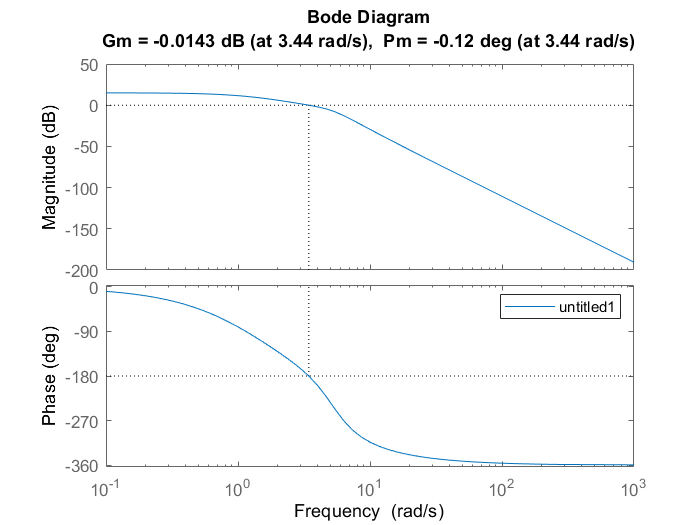 Bode Diagram
Gm = -0.0143 dB (at 3.44 rad/s),  Pm = -0.12 deg (at 3.44 rad/s)
50
0
-50
-100
-150
-200
Magnitude (dB)
0
-90
-180
-270
-360
Phase (deg)
untitled1
10^-1 10^0 10^1 10^2 10^3
Frequency  (rad/s)